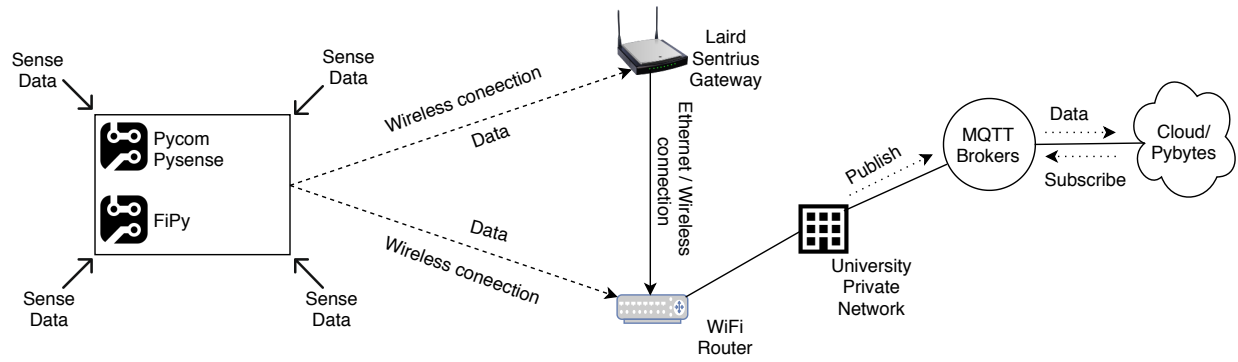 Sense
Data
Sense
Data
Pycom
Pysense
FiPy
Sense
Data
Sense
Data
Wireless coneection
Data
Data
Wireless coneection
Laird
Sentrius
Gateway
Ethernet / Wireless
connection
WiFi
Router
University
Private
Network
Publish
MQTT
Brokers
Data
Subscribe
Cloud/
Pybytes